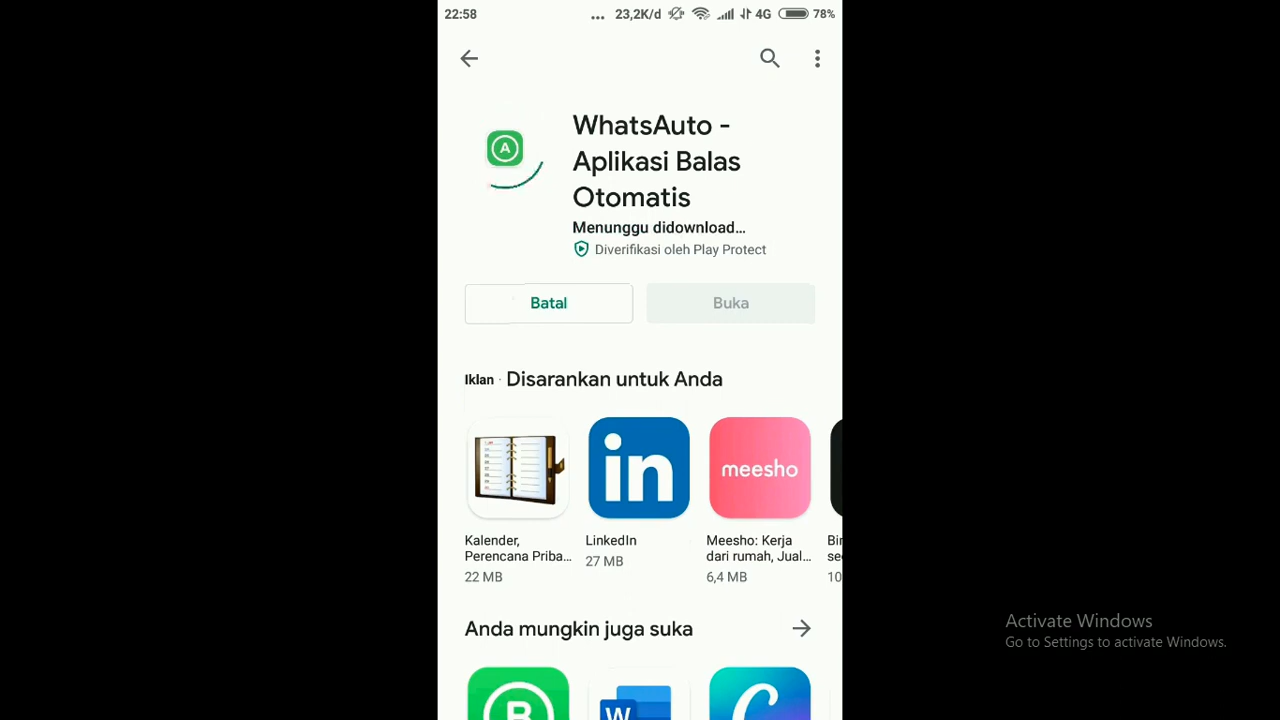 22:58 ... 23,2K/d 4G 78%
A
WhatsAuto -
Aplikasi Balas
Otomatis
Menunggu didownload...
Diverifikasi oleh Play Protect
Batal Buka
Iklan · Disarankan untuk Anda
in
meesho
Kalender, LinkedIn Meesho: Kerja
Perencana Priba... 27 MB dari rumah, Jual...
22 MB 6,4 MB 10
Activate Windows
Go to Settings to activate Windows.
Anda mungkin juga suka
B W C